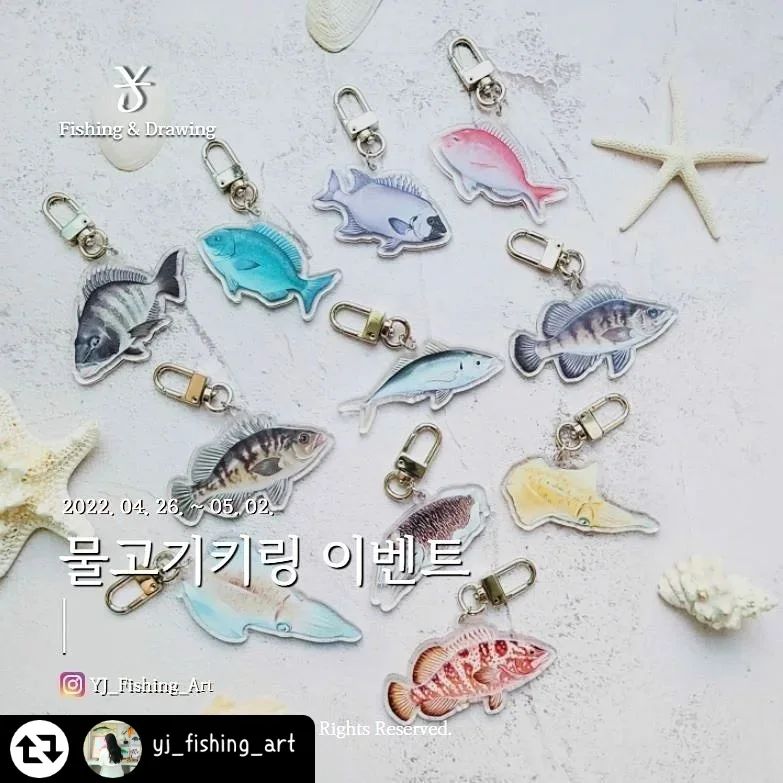 Fishing & Drawing
2022. 04. 26. ~ 05. 02.
물고기키링 이벤트
YJ_Fishing_Art
Rights Reserved.
yj_fishing_art